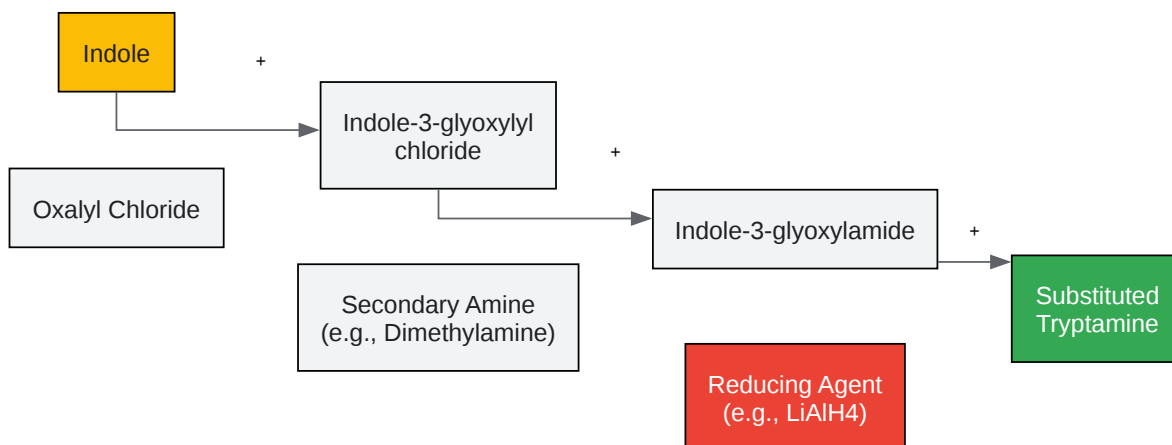 Indole
+
Indole-3-glyoxylyl
chloride
+
Oxalyl Chloride
Indole-3-glyoxylamide
+
Secondary Amine
(e.g., Dimethylamine)
Substituted
Tryptamine
Reducing Agent
(e.g., LiAlH4)